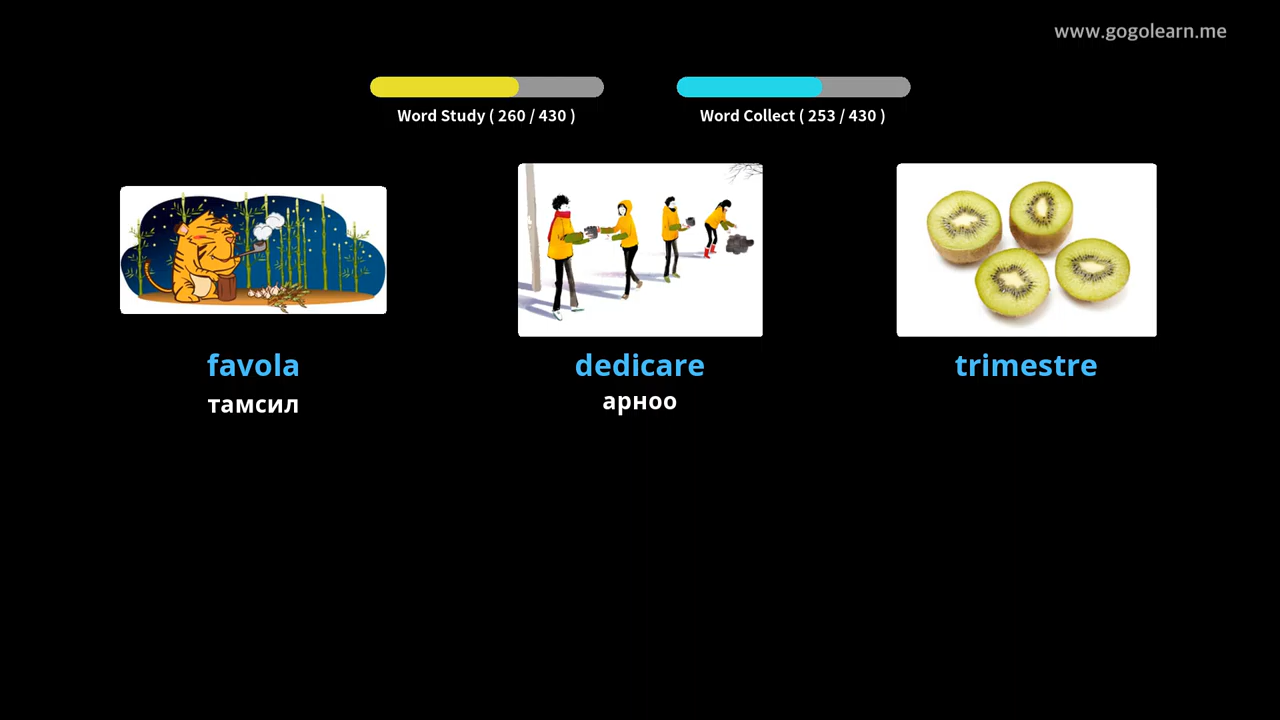 www.gogolearn.me
Word Study ( 260 / 430 )
Word Collect ( 253 / 430 )
favola
dedicare
trimestre
тамсил
арноо